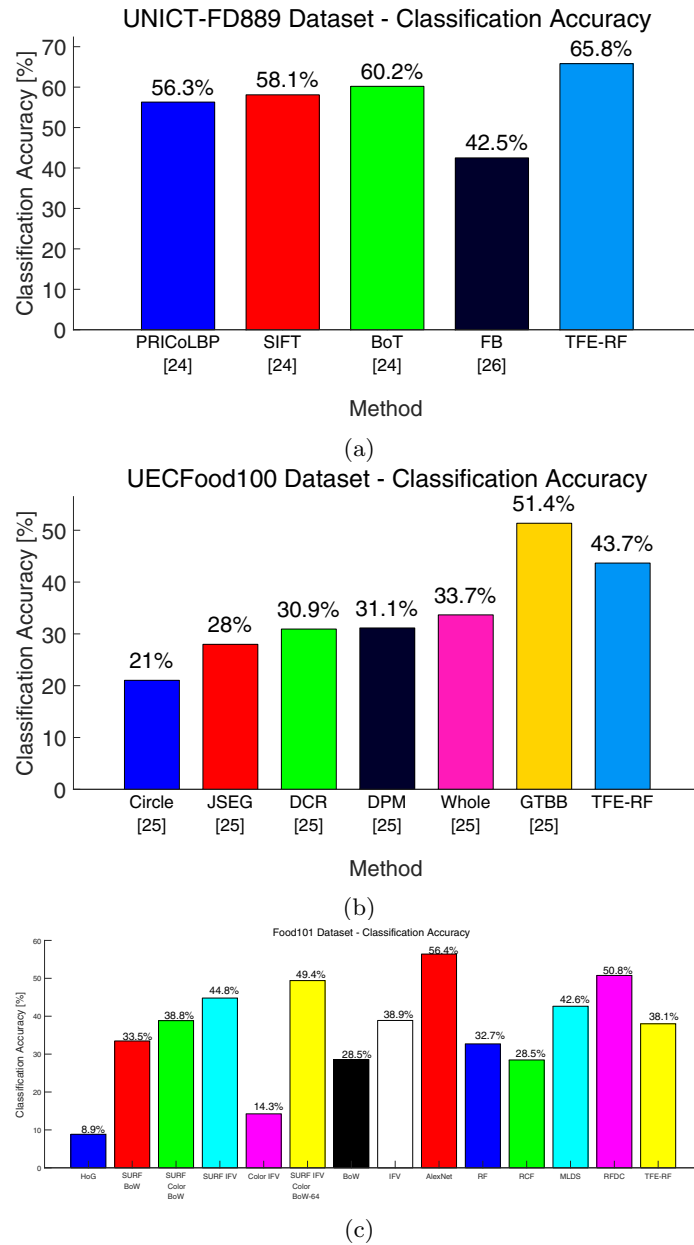 UNICT-FD889 Dataset - Classification Accuracy
Classification Accuracy [%]
70
60
50
40
30
20
10
0
56.3%
58.1%
60.2%
42.5%
65.8%
PRICoLBP SIFT BoT FB TFE-RF
[24] [24] [24] [26]
Method
(a)
UECFood100 Dataset - Classification Accuracy
Classification Accuracy [%]
50
40
30
20
10
0
21%
28%
30.9%
31.1%
33.7%
51.4%
43.7%
Circle JSEG DCR DPM Whole GTBB TFE-RF
[25] [25] [25] [25] [25] [25]
Method
(b)
Food101 Dataset - Classification Accuracy
Classification Accuracy [%]
60
50
40
30
20
10
0
8.9%
33.5%
38.8%
44.8%
14.3%
49.4%
28.5%
38.9%
56.4%
32.7%
28.5%
42.6%
50.8%
38.1%
HoG SURF SURF SURF IFV Color IFV SURF IFV BoW IFV AlexNet RF RCF MLDS RFDC TFE-RF
BoW Color Color
BoW BoW-64
(c)